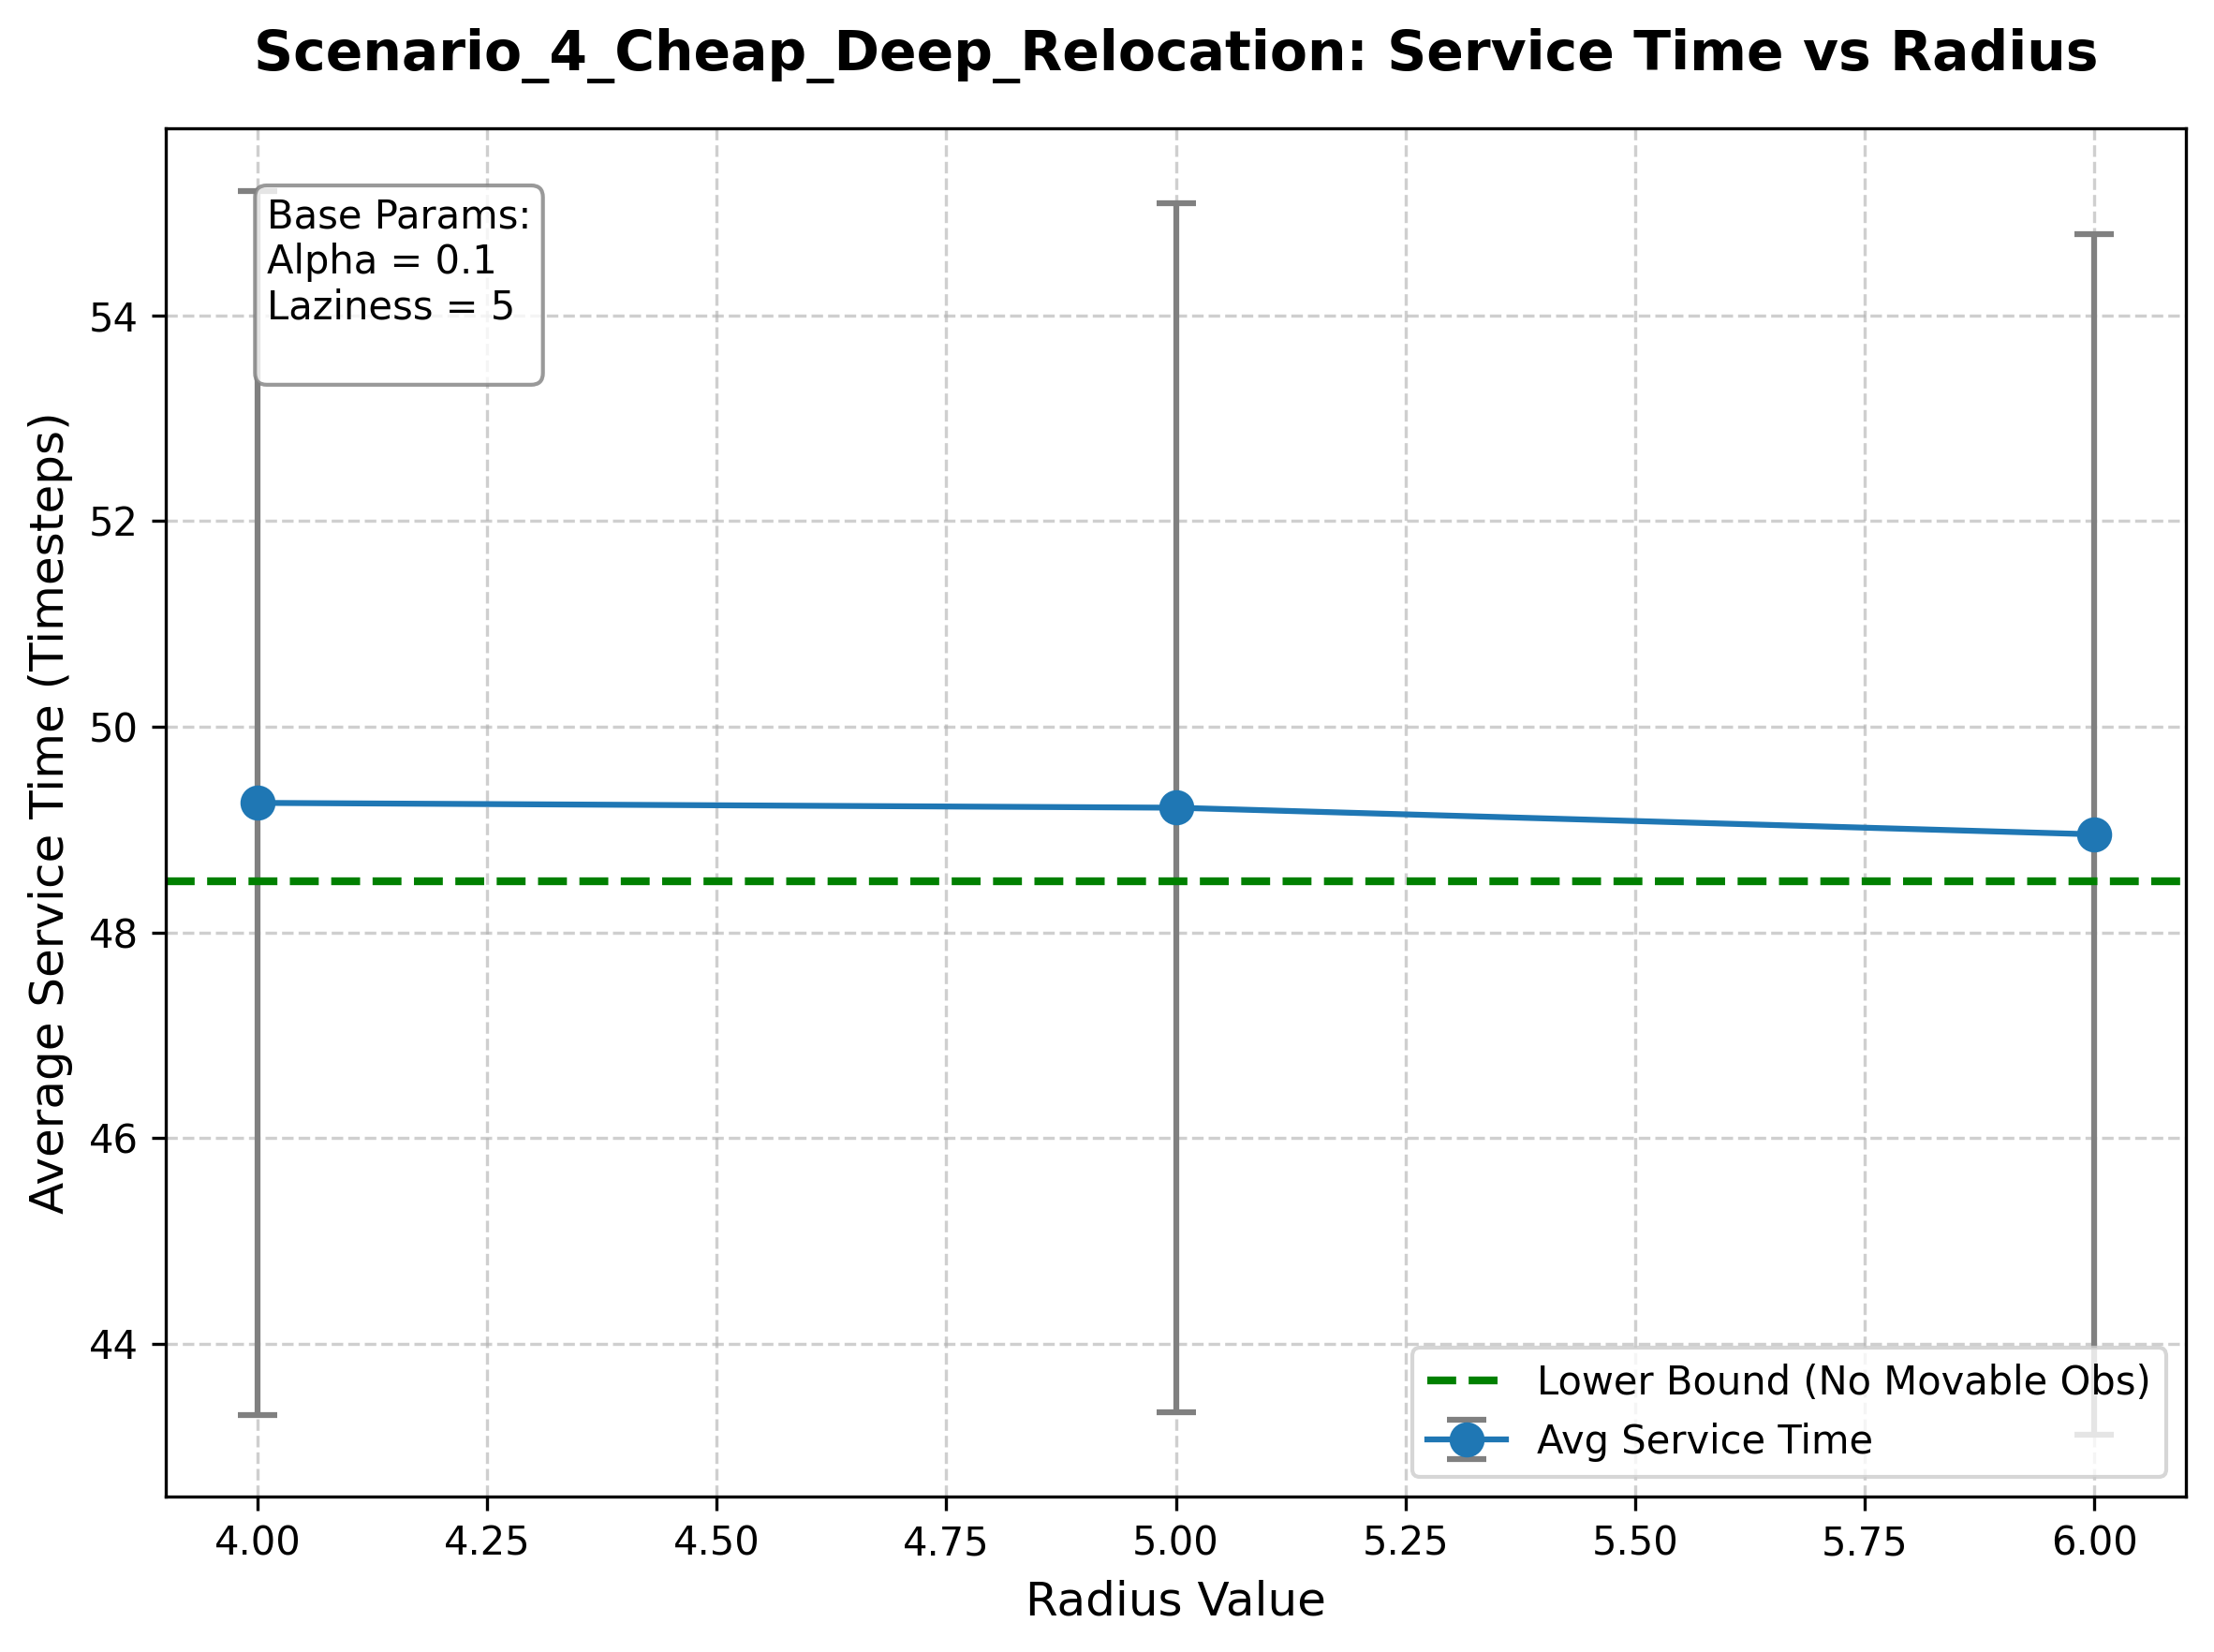 Scenario_4_Cheap_Deep_Relocation: Service Time vs Radius
Base Params:
Alpha = 0.1
Laziness = 5
Average Service Time (Timesteps)
54
52
50
48
46
44
Lower Bound (No Movable Obs)
Avg Service Time
4.00 4.25 4.50 4.75 5.00 5.25 5.50 5.75 6.00
Radius Value